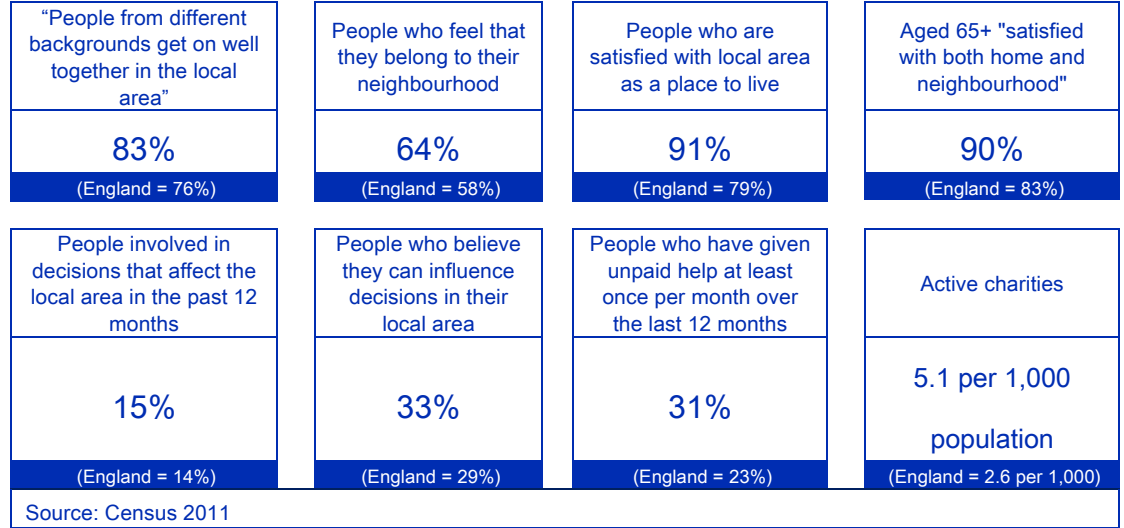 “People from different
backgrounds get on well
together in the local
area”
83%
(England = 76%)
People who feel that
they belong to their
neighbourhood
64%
(England = 58%)
People who are
satisfied with local area
as a place to live
91%
(England = 79%)
Aged 65+ "satisfied
with both home and
neighbourhood"
90%
(England = 83%)
People involved in
decisions that affect the
local area in the past 12
months
15%
(England = 14%)
People who believe
they can influence
decisions in their
local area
33%
(England = 29%)
People who have given
unpaid help at least
once per month over
the last 12 months
31%
(England = 23%)
Active charities
5.1 per 1,000
population
(England = 2.6 per 1,000)
Source: Census 2011